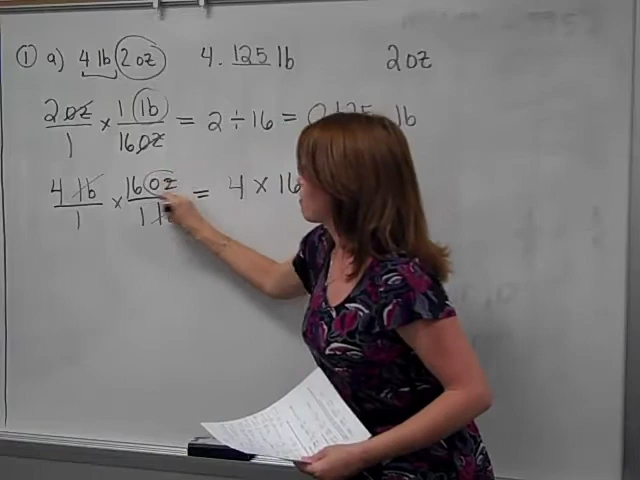 ① a) 4 lb 2 oz 4. 125 lb 2 oz
2 oz/1 × 1 lb/16 oz = 2 ÷ 16 = 0.125 lb
4 lb/1 × 16 oz/1 lb = 4 × 16